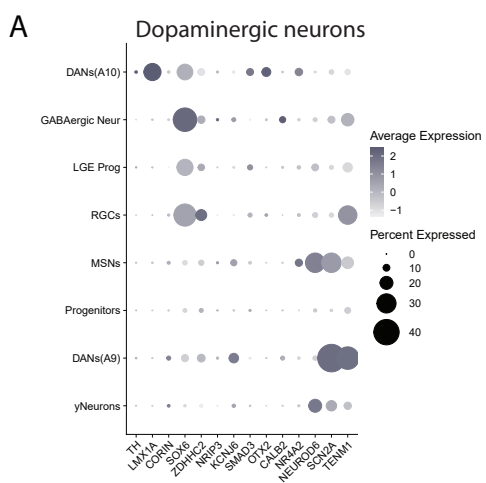 A
Dopaminergic neurons
DANs(A10)
GABAergic Neur
LGE Prog
RGCs
MSNs
Progenitors
DANs(A9)
yNeurons
TH
LMX1A
CORIN
SOX6
ZDHHC2
NRIP3
KCNJ6
SMAD3
OTX2
CALB2
NR4A2
NEUROD6
SCN2A
TENM1
Average Expression
2
1
0
−1
Percent Expressed
0
10
20
30
40